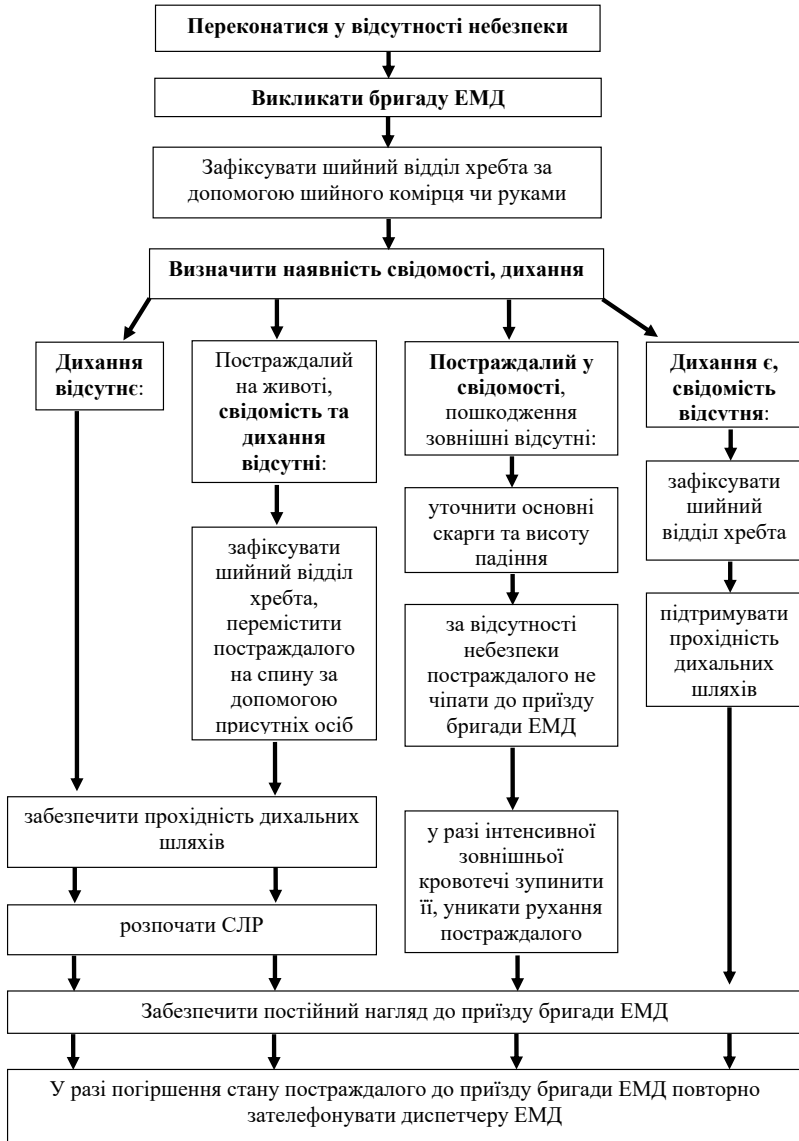 Переконатися у відсутності небезпеки
Викликати бригаду ЕМД
Зафіксувати шийний відділ хребта за
допомогою шийного комірця чи руками
Визначити наявність свідомості, дихання
Дихання
відсутнє:
Постраждалий
на животі,
свідомість та
дихання
відсутні:
зафіксувати
шийний відділ
хребта,
перемістити
постраждалого
на спину за
допомогою
присутніх осіб
Постраждалий у
свідомості,
пошкодження
зовнішні відсутні:
уточнити основні
скарги та висоту
падіння
за відсутності
небезпеки
постраждалого не
чіпати до приїзду
бригади ЕМД
у разі інтенсивної
зовнішньої
кровотечі зупинити
її, уникати рухання
постраждалого
Дихання є,
свідомість
відсутня:
зафіксувати
шийний
відділ хребта
підтримувати
прохідність
дихальних
шляхів
забезпечити прохідність дихальних
шляхів
розпочати СЛР
Забезпечити постійний нагляд до приїзду бригади ЕМД
У разі погіршення стану постраждалого до приїзду бригади ЕМД повторно
зателефонувати диспетчеру ЕМД